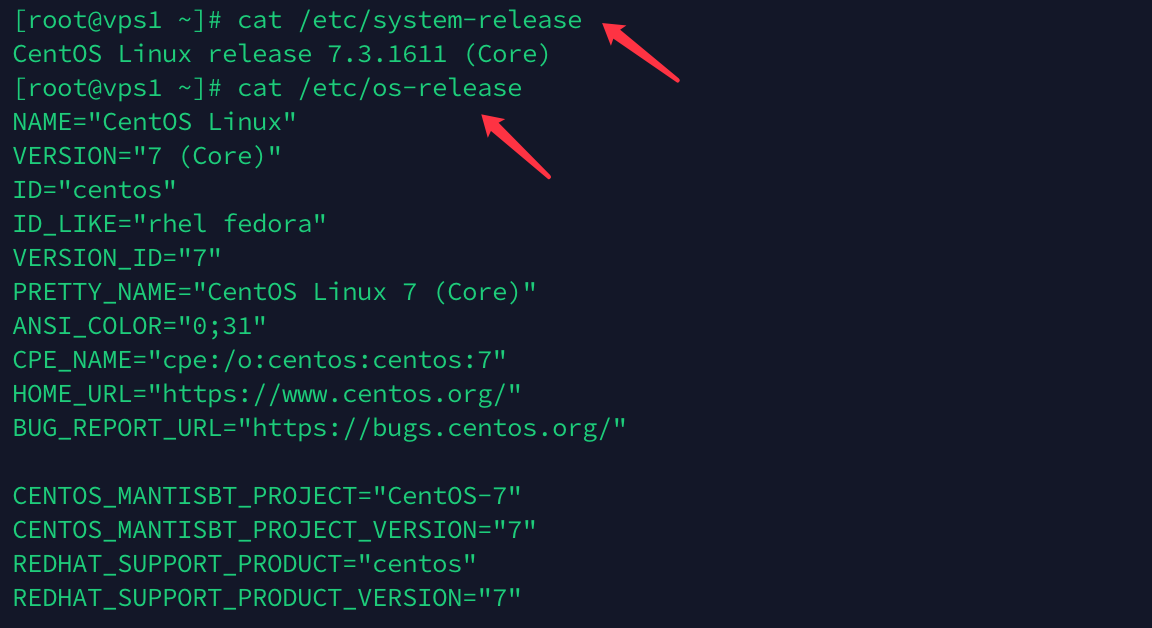 [root@vps1 ~]# cat /etc/system-release
CentOS Linux release 7.3.1611 (Core)
[root@vps1 ~]# cat /etc/os-release
NAME="CentOS Linux"
VERSION="7 (Core)"
ID="centos"
ID_LIKE="rhel fedora"
VERSION_ID="7"
PRETTY_NAME="CentOS Linux 7 (Core)"
ANSI_COLOR="0;31"
CPE_NAME="cpe:/o:centos:centos:7"
HOME_URL="https://www.centos.org/"
BUG_REPORT_URL="https://bugs.centos.org/"

CENTOS_MANTISBT_PROJECT="CentOS-7"
CENTOS_MANTISBT_PROJECT_VERSION="7"
REDHAT_SUPPORT_PRODUCT="centos"
REDHAT_SUPPORT_PRODUCT_VERSION="7"